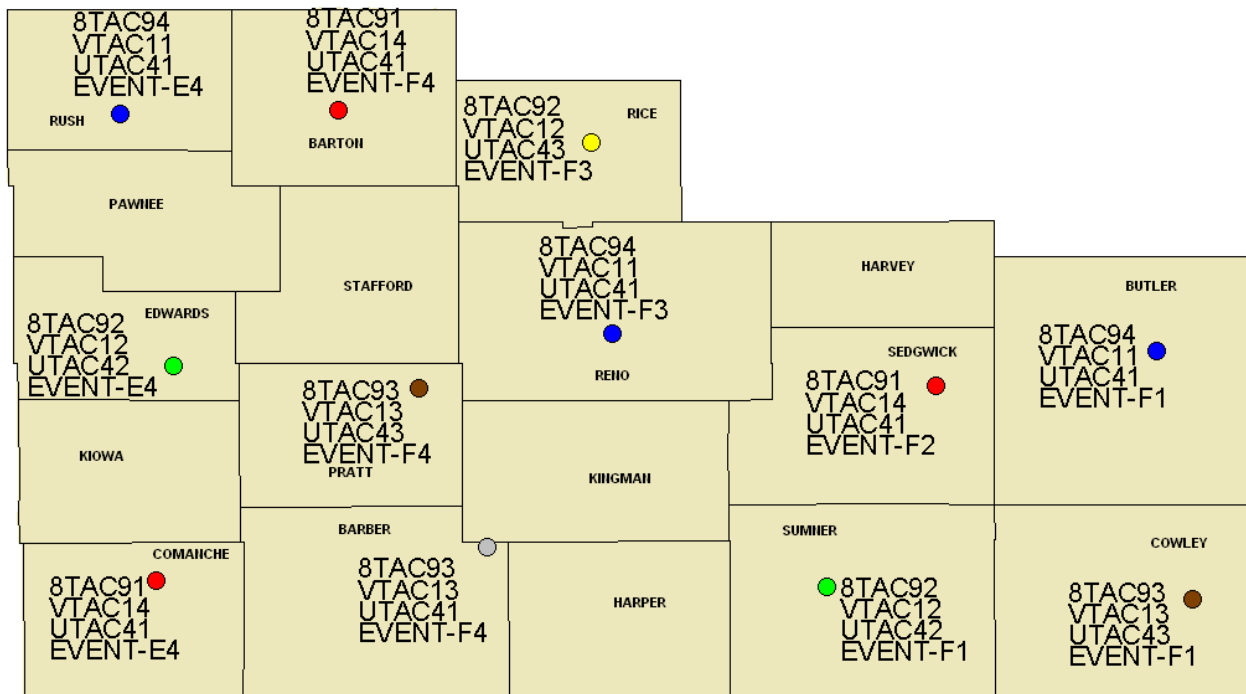 8TAC94
VTAC11
UTAC41
EVENT-E4
RUSH
8TAC91
VTAC14
UTAC41
EVENT-F4
BARTON
8TAC92
VTAC12
UTAC43
EVENT-F3
RICE
PAWNEE
STAFFORD
8TAC94
VTAC11
UTAC41
EVENT-F3
RENO
HARVEY
BUTLER
8TAC94
VTAC11
UTAC41
EVENT-F1
EDWARDS
8TAC92
VTAC12
UTAC42
EVENT-E4
SEDGWICK
8TAC91
VTAC14
UTAC41
EVENT-F2
8TAC93
VTAC13
UTAC43
EVENT-F4
PRATT
KIOWA
KINGMAN
BARBER
8TAC93
VTAC13
UTAC41
EVENT-F4
COMANCHE
8TAC91
VTAC14
UTAC41
EVENT-E4
HARPER
SUMNER
8TAC92
VTAC12
UTAC42
EVENT-F1
COWLEY
8TAC93
VTAC13
UTAC43
EVENT-F1